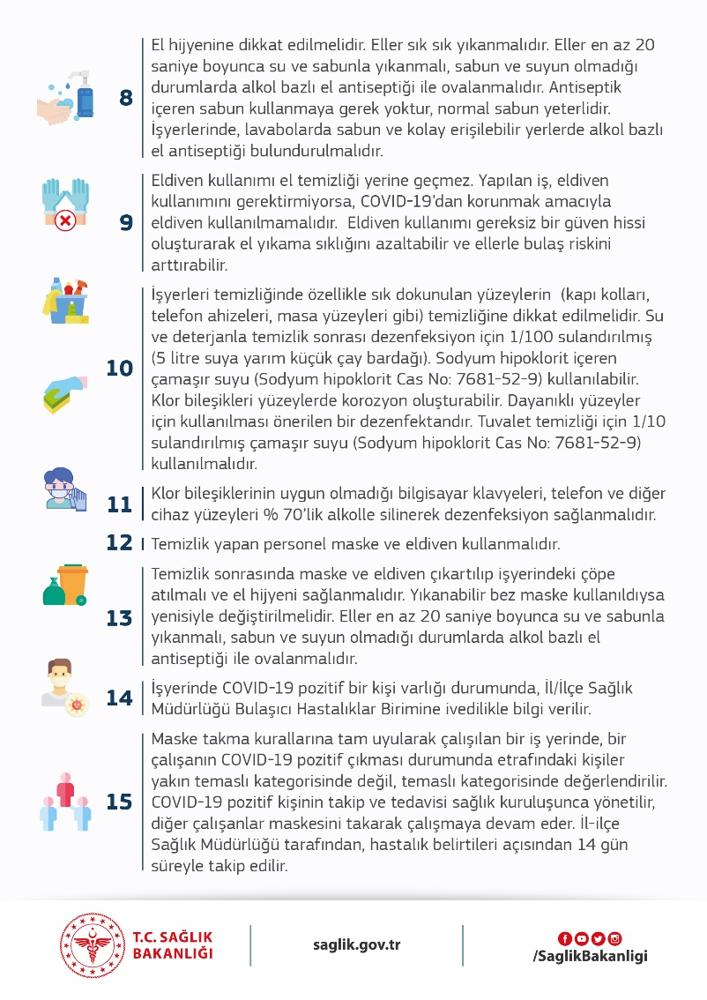 8
El hijyenine dikkat edilmelidir. Eller sık sık yıkanmalıdır. Eller en az 20
saniye boyunca su ve sabunla yıkanmalı, sabun ve suyun olmadığı
durumlarda alkol bazlı el antiseptiği ile ovalanmalıdır. Antiseptik
içeren sabun kullanmaya gerek yoktur, normal sabun yeterlidir.
İşyerlerinde, lavabolarda sabun ve kolay erişilebilir yerlerde alkol bazlı
el antiseptiği bulundurulmalıdır.
9
Eldiven kullanımı el temizliği yerine geçmez. Yapılan iş, eldiven
kullanımını gerektirmiyorsa, COVID-19’dan korunmak amacıyla
eldiven kullanılmamalıdır.  Eldiven kullanımı gereksiz bir güven hissi
oluşturarak el yıkama sıklığını azaltabilir ve ellerle bulaş riskini
arttırabilir.
10
İşyerleri temizliğinde özellikle sık dokunulan yüzeylerin  (kapı kolları,
telefon ahizeleri, masa yüzeyleri gibi) temizliğine dikkat edilmelidir. Su
ve deterjanla temizlik sonrası dezenfeksiyon için 1/100 sulandırılmış
(5 litre suya yarım küçük çay bardağı). Sodyum hipoklorit içeren
çamaşır suyu (Sodyum hipoklorit Cas No: 7681-52-9) kullanılabilir.
Klor bileşikleri yüzeylerde korozyon oluşturabilir. Dayanıklı yüzeyler
için kullanılması önerilen bir dezenfektandır. Tuvalet temizliği için 1/10
sulandırılmış çamaşır suyu (Sodyum hipoklorit Cas No: 7681-52-9)
kullanılmalıdır.
11
Klor bileşiklerinin uygun olmadığı bilgisayar klavyeleri, telefon ve diğer
cihaz yüzeyleri % 70’lik alkolle silinerek dezenfeksiyon sağlanmalıdır.
12
Temizlik yapan personel maske ve eldiven kullanmalıdır.
13
Temizlik sonrasında maske ve eldiven çıkartılıp işyerindeki çöpe
atılmalı ve el hijyeni sağlanmalıdır. Yıkanabilir bez maske kullanıldıysa
yenisiyle değiştirilmelidir. Eller en az 20 saniye boyunca su ve sabunla
yıkanmalı, sabun ve suyun olmadığı durumlarda alkol bazlı el
antiseptiği ile ovalanmalıdır.
14
İşyerinde COVID-19 pozitif bir kişi varlığı durumunda, İl/İlçe Sağlık
Müdürlüğü Bulaşıcı Hastalıklar Birimine ivedilikle bilgi verilir.
15
Maske takma kurallarına tam uyularak çalışılan bir iş yerinde, bir
çalışanın COVID-19 pozitif çıkması durumunda etrafındaki kişiler
yakın temaslı kategorisinde değil, temaslı kategorisinde değerlendirilir.
COVID-19 pozitif kişinin takip ve tedavisi sağlık kuruluşunca yönetilir,
diğer çalışanlar maskesini takarak çalışmaya devam eder. İl-ilçe
Sağlık Müdürlüğü tarafından, hastalık belirtileri açısından 14 gün
süreyle takip edilir.
T.C. SAĞLIK
BAKANLIĞI
saglik.gov.tr
/SaglikBakanligi